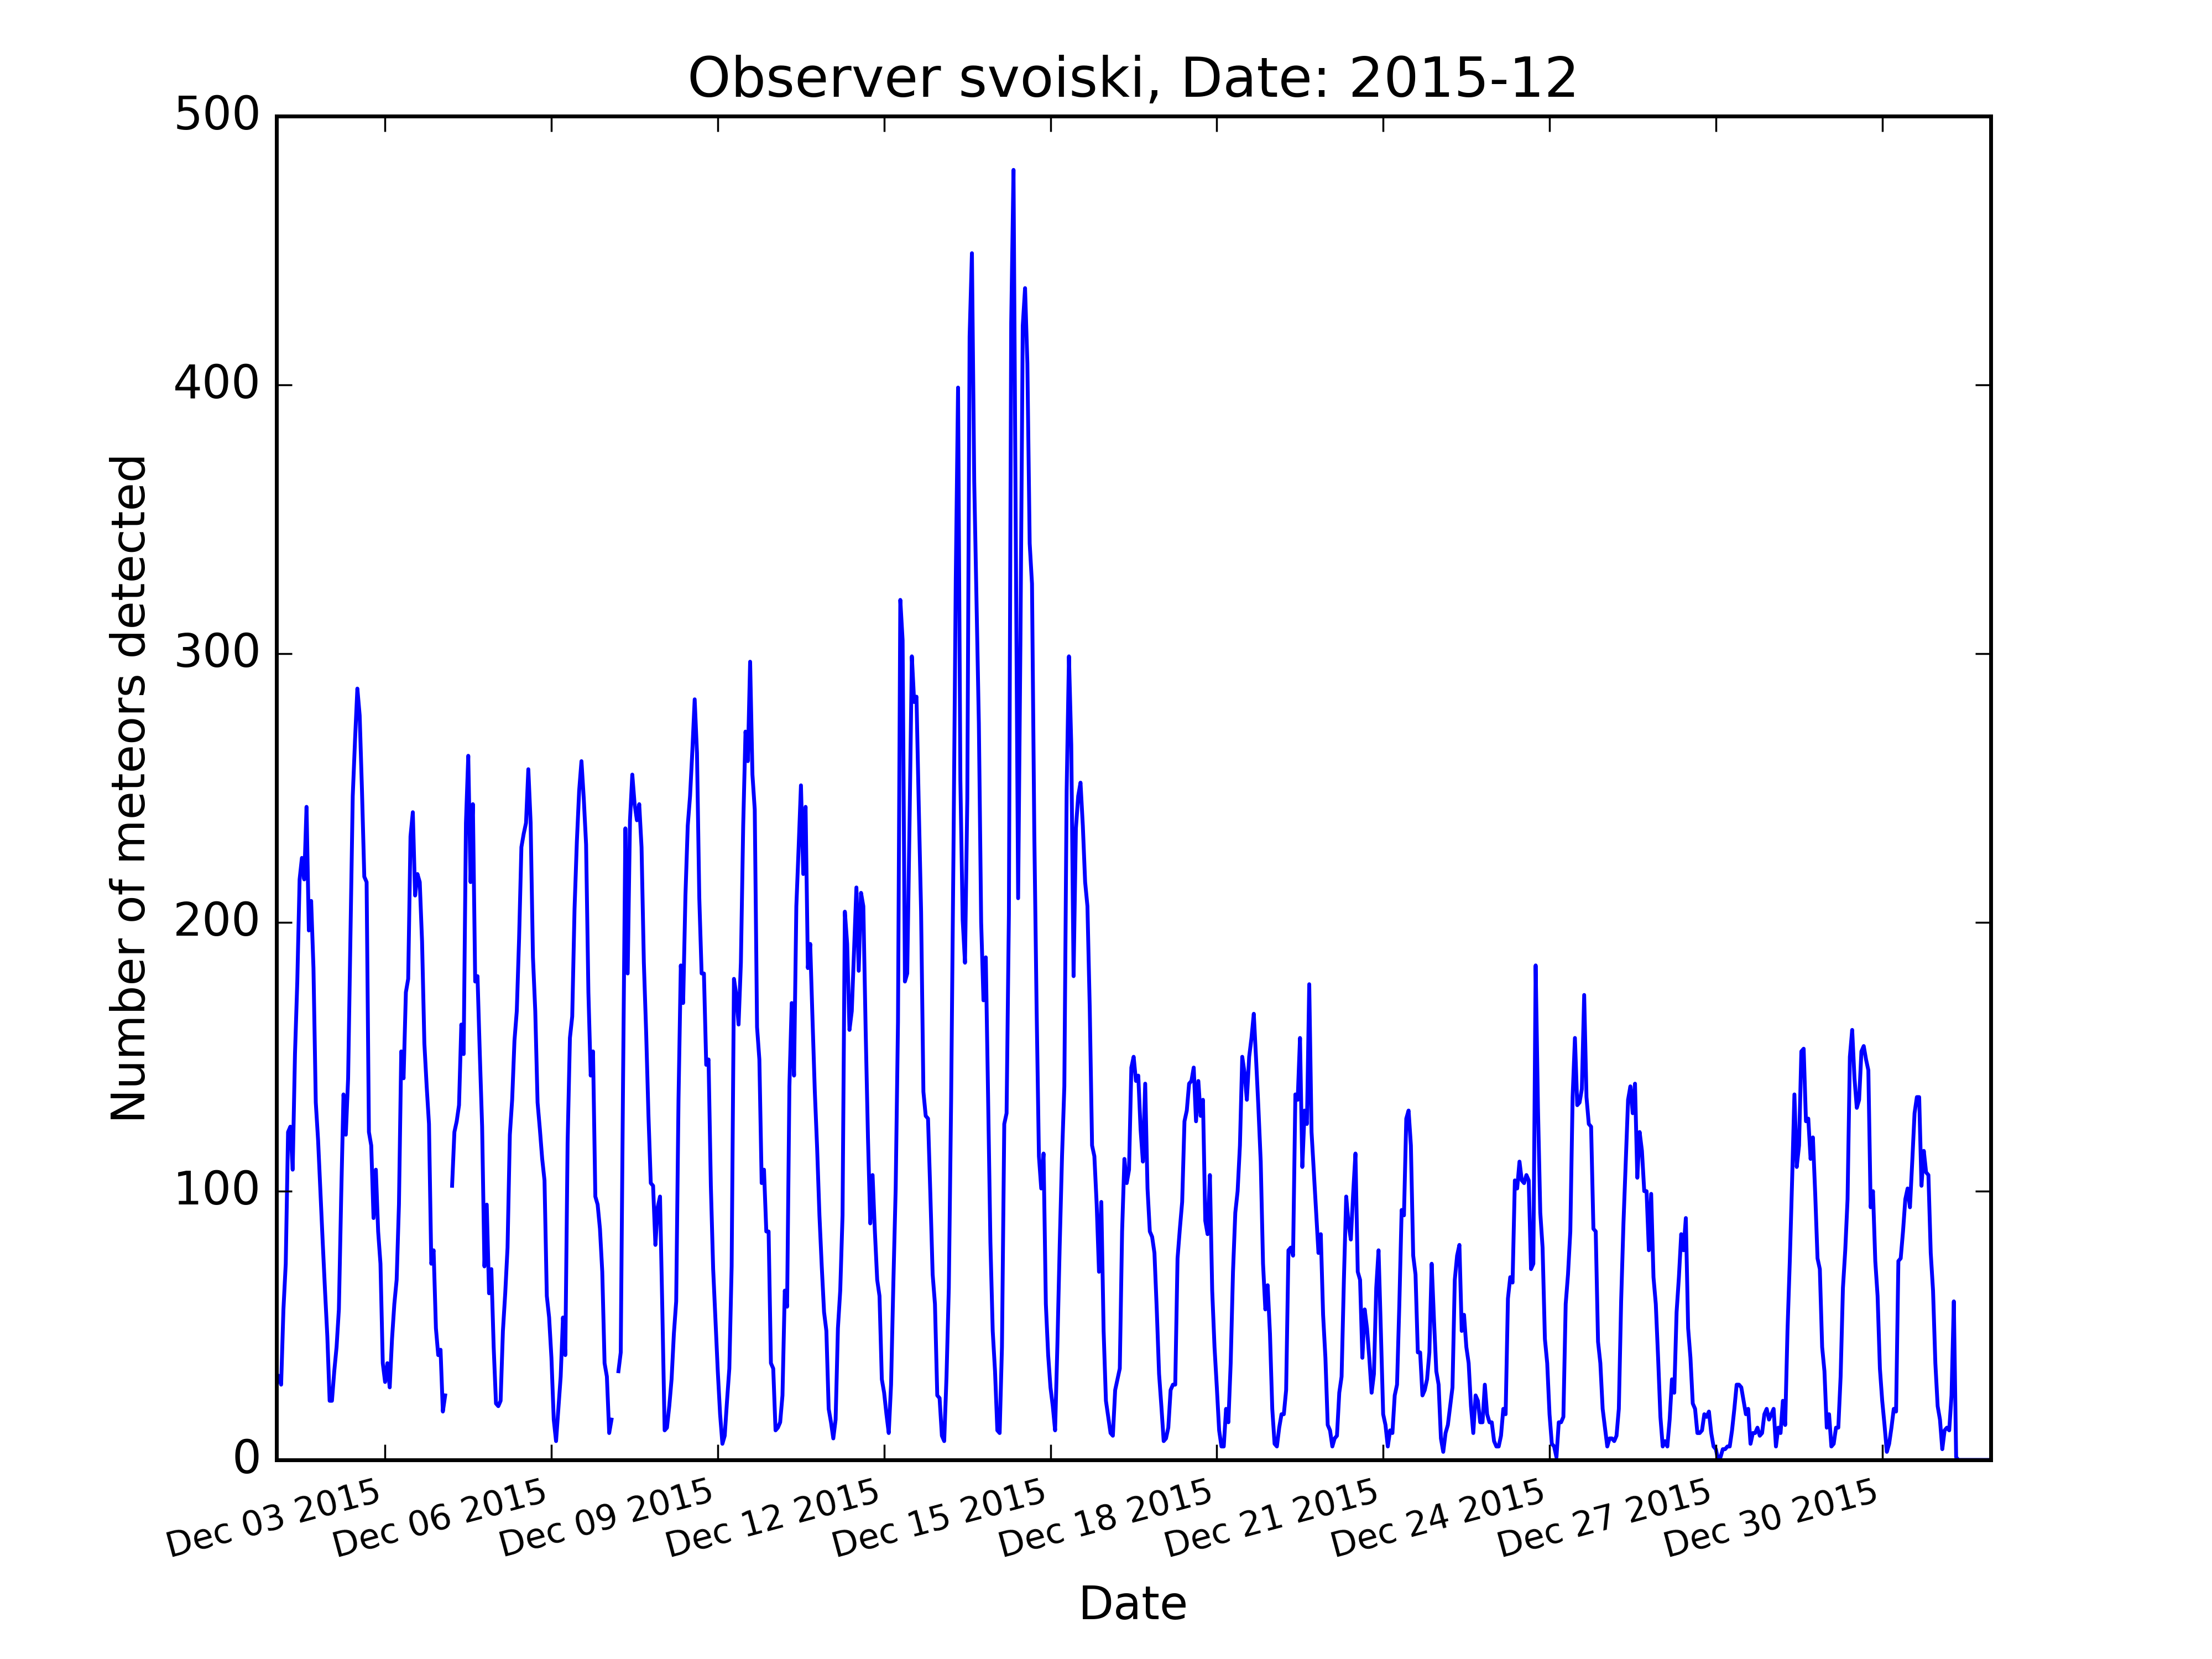 Observer svoiski, Date: 2015-12
500
400
300
200
100
0
Number of meteors detected
Dec 03 2015
Dec 06 2015
Dec 09 2015
Dec 12 2015
Dec 15 2015
Dec 18 2015
Dec 21 2015
Dec 24 2015
Dec 27 2015
Dec 30 2015
Date